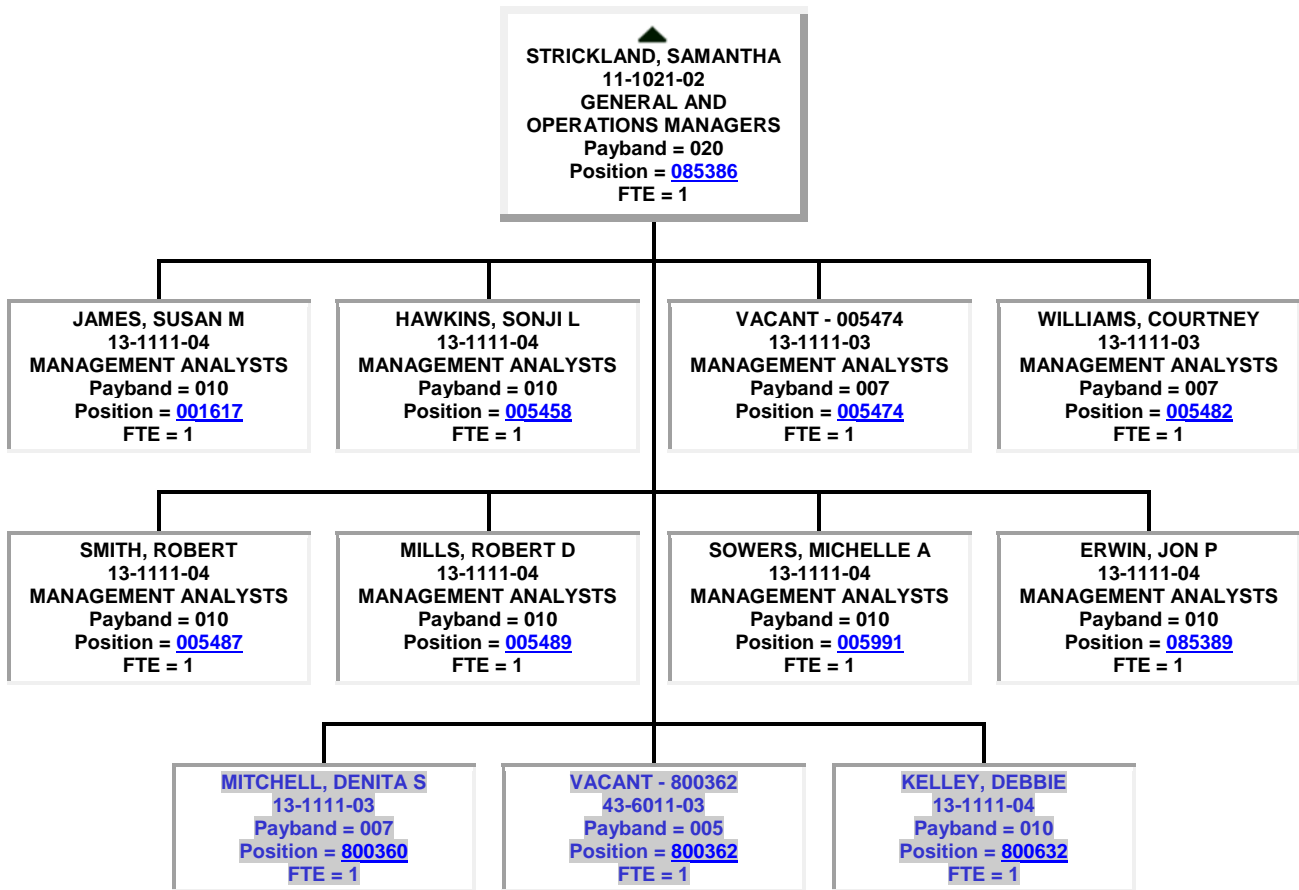 STRICKLAND, SAMANTHA
11-1021-02
GENERAL AND
OPERATIONS MANAGERS
Payband = 020
Position = 085386
FTE = 1
JAMES, SUSAN M
13-1111-04
MANAGEMENT ANALYSTS
Payband = 010
Position = 001617
FTE = 1
HAWKINS, SONJI L
13-1111-04
MANAGEMENT ANALYSTS
Payband = 010
Position = 005458
FTE = 1
VACANT - 005474
13-1111-03
MANAGEMENT ANALYSTS
Payband = 007
Position = 005474
FTE = 1
WILLIAMS, COURTNEY
13-1111-03
MANAGEMENT ANALYSTS
Payband = 007
Position = 005482
FTE = 1
SMITH, ROBERT
13-1111-04
MANAGEMENT ANALYSTS
Payband = 010
Position = 005487
FTE = 1
MILLS, ROBERT D
13-1111-04
MANAGEMENT ANALYSTS
Payband = 010
Position = 005489
FTE = 1
SOWERS, MICHELLE A
13-1111-04
MANAGEMENT ANALYSTS
Payband = 010
Position = 005991
FTE = 1
ERWIN, JON P
13-1111-04
MANAGEMENT ANALYSTS
Payband = 010
Position = 085389
FTE = 1
MITCHELL, DENITA S
13-1111-03
Payband = 007
Position = 800360
FTE = 1
VACANT - 800362
43-6011-03
Payband = 005
Position = 800362
FTE = 1
KELLEY, DEBBIE
13-1111-04
Payband = 010
Position = 800632
FTE = 1